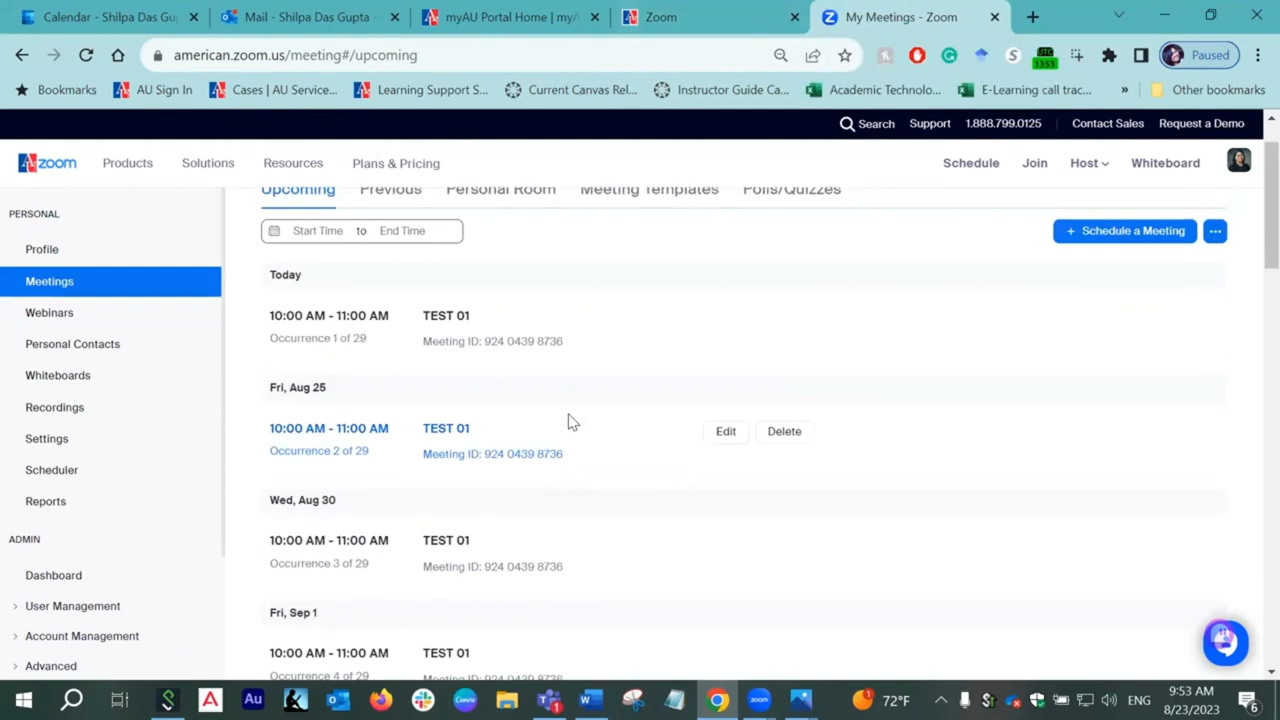 Calendar - Shilpa Das Gu
Mail - Shilpa Das Gupta -
myAU Portal Home | my
Zoom
My Meetings - Zoom
american.zoom.us/meeting#/upcoming
Paused
Bookmarks
AU Sign In
Cases | AU Service...
Learning Support S...
Current Canvas Rel...
Instructor Guide Ca...
Academic Technolo...
E-Learning call trac...
»
Other bookmarks
Search
Support
1.888.799.0125
Contact Sales
Request a Demo
zoom
Products
Solutions
Resources
Plans & Pricing
Schedule
Join
Host
Whiteboard
Upcoming
Previous
Personal Room
Meeting Templates
Polls/Quizzes
Start Time to End Time
+ Schedule a Meeting
PERSONAL
Profile
Meetings
Webinars
Personal Contacts
Whiteboards
Recordings
Settings
Scheduler
Reports
ADMIN
Dashboard
User Management
Account Management
Advanced
Today
10:00 AM - 11:00 AM
TEST 01
Occurrence 1 of 29
Meeting ID: 924 0439 8736
Fri, Aug 25
10:00 AM - 11:00 AM
TEST 01
Edit
Delete
Occurrence 2 of 29
Meeting ID: 924 0439 8736
Wed, Aug 30
10:00 AM - 11:00 AM
TEST 01
Occurrence 3 of 29
Meeting ID: 924 0439 8736
Fri, Sep 1
10:00 AM - 11:00 AM
TEST 01
Occurrence 4 of 29
Meeting ID: 924 0439 8736
72°F
ENG
9:53 AM
8/23/2023
6